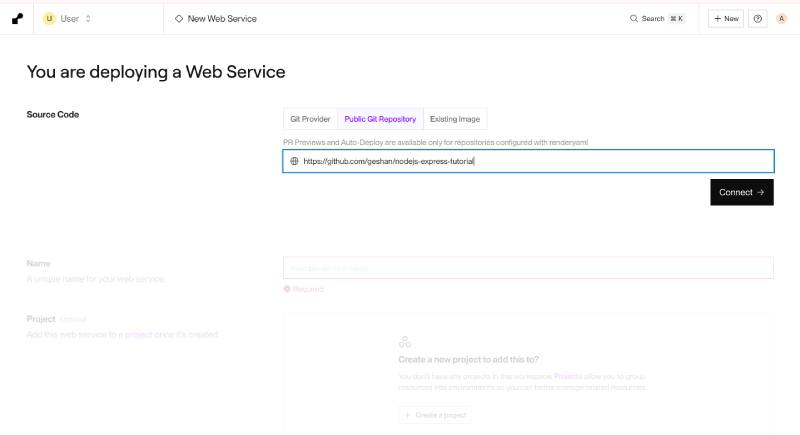 U User
New Web Service
Search ⌘ K
+ New
A
You are deploying a Web Service
Source Code
Git Provider
Public Git Repository
Existing Image
PR Previews and Auto-Deploy are available only for repositories configured with render.yaml
https://github.com/geshan/nodejs-express-tutorial
Connect →
Name
A unique name for your web service.
Required
Project Optional
Add this web service to a project once it's created.
Create a new project to add this to?
You don't have any projects in this workspace. Projects allow you to group
resources into environments so you can better manage related resources.
+ Create a project